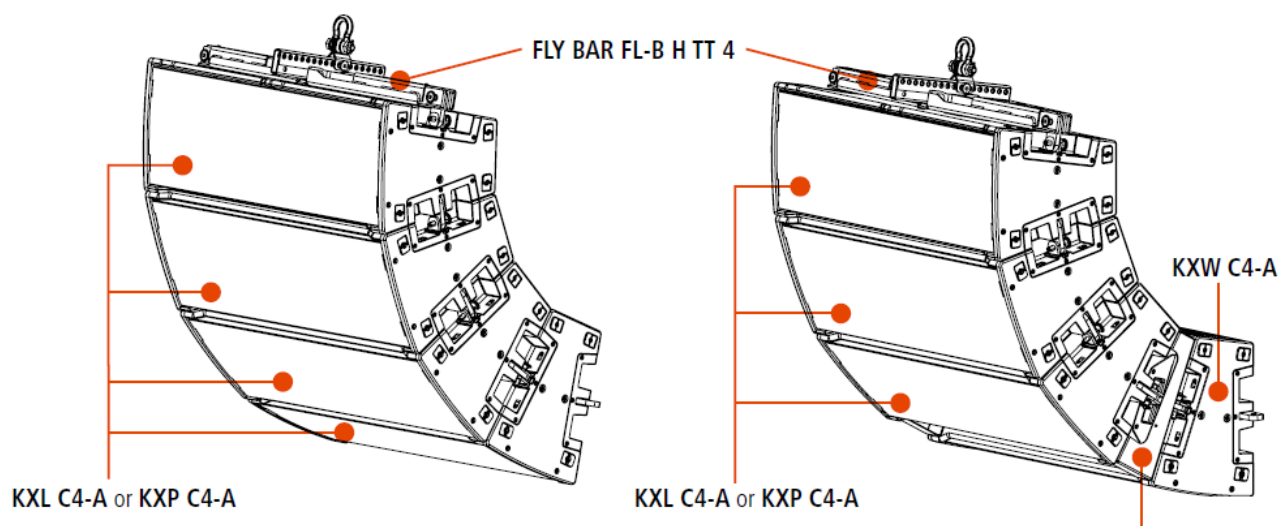 FLY BAR FL-B H TT 4
KXW C4-A
KXL C4-A or KXP C4-A
KXL C4-A or KXP C4-A